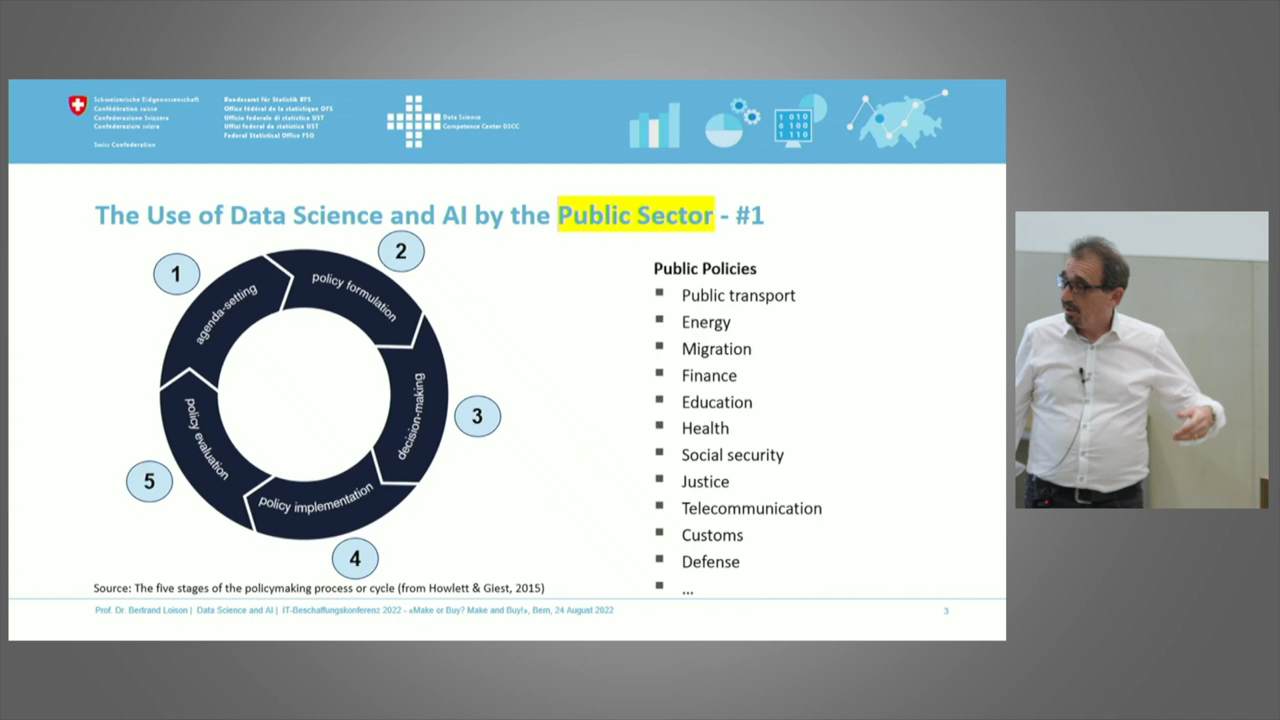 Schweizerische Eidgenossenschaft
Confédération suisse
Confederazione Svizzera
Confederaziun svizra
Swiss Confederation
Bundesamt für Statistik BFS
Office fédéral de la statistique OFS
Ufficio federale di statistica UST
Uffizi federal da statistica UST
Federal Statistical Office FSO
Data Science
Competence Center DSCC
1 010
0 100
1 110
The Use of Data Science and AI by the Public Sector - #1
1
2
3
4
5
agenda-setting
policy formulation
decision-making
policy implementation
policy evaluation
Public Policies
Public transport
Energy
Migration
Finance
Education
Health
Social security
Justice
Telecommunication
Customs
Defense
...
Source: The five stages of the policymaking process or cycle (from Howlett & Giest, 2015)
Prof. Dr. Bertrand Loison | Data Science and AI | IT-Beschaffungskonferenz 2022 - «Make or Buy? Make and Buy!», Bern, 24 August 2022
3